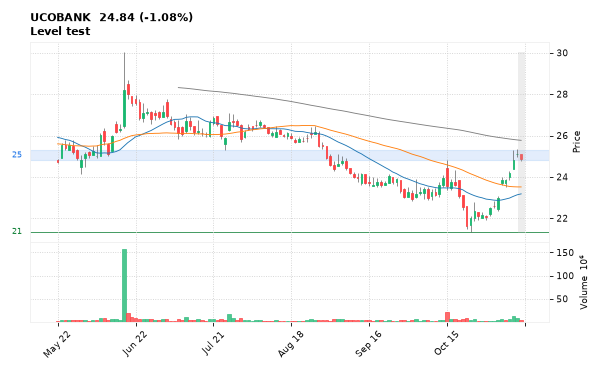 UCOBANK 24.84 (-1.08%)
Level test
30
28
26
24
22
Price
25
21
150
100
50
Volume 10⁶
May 22
Jun 22
Jul 21
Aug 18
Sep 16
Oct 15